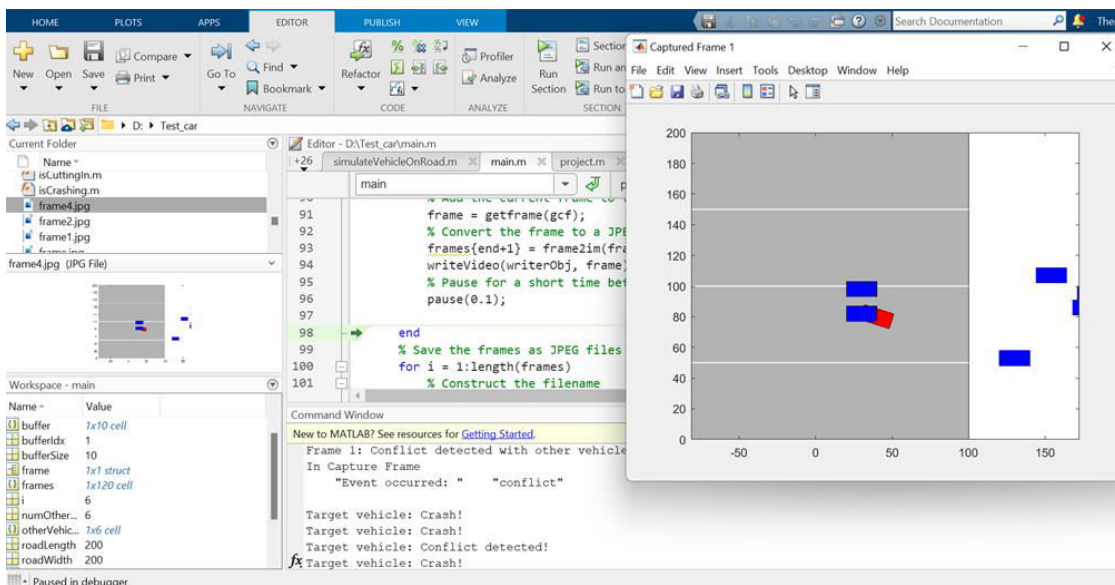 HOME PLOTS APPS EDITOR PUBLISH VIEW
Search Documentation
New Open Save Compare Print Go To Find Bookmark Refactor Profiler Analyze Run Section
FILE NAVIGATE CODE ANALYZE SECTION
D: Test_car
Current Folder
Name
isCuttingIn.m
isCrashing.m
frame4.jpg
frame2.jpg
frame1.jpg
frame4.jpg (JPG File)
Workspace - main
Name Value
buffer 1x10 cell
bufferIdx 1
bufferSize 10
frame 1x1 struct
frames 1x120 cell
i 6
numOther... 6
otherVehic... 1x6 cell
roadLength 200
roadWidth 200
Paused in debugger
Editor - D:\Test_car\main.m
+26 simulateVehicleOnRoad.m main.m project.m
main
91 frame = getframe(gcf);
92 % Convert the frame to a JPE
93 frames{end+1} = frame2im(fra
94 writeVideo(writerObj, frame)
95 % Pause for a short time bef
96 pause(0.1);
97
98 end
99 % Save the frames as JPEG files
100 for i = 1:length(frames)
101 % Construct the filename
Command Window
New to MATLAB? See resources for Getting Started.
Frame 1: Conflict detected with other vehicle
In Capture Frame
"Event occurred: " "conflict"
Target vehicle: Crash!
Target vehicle: Crash!
Target vehicle: Conflict detected!
fx Target vehicle: Crash!
Captured Frame 1
File Edit View Insert Tools Desktop Window Help
200
180
160
140
120
100
80
60
40
20
0
-50 0 50 100 150